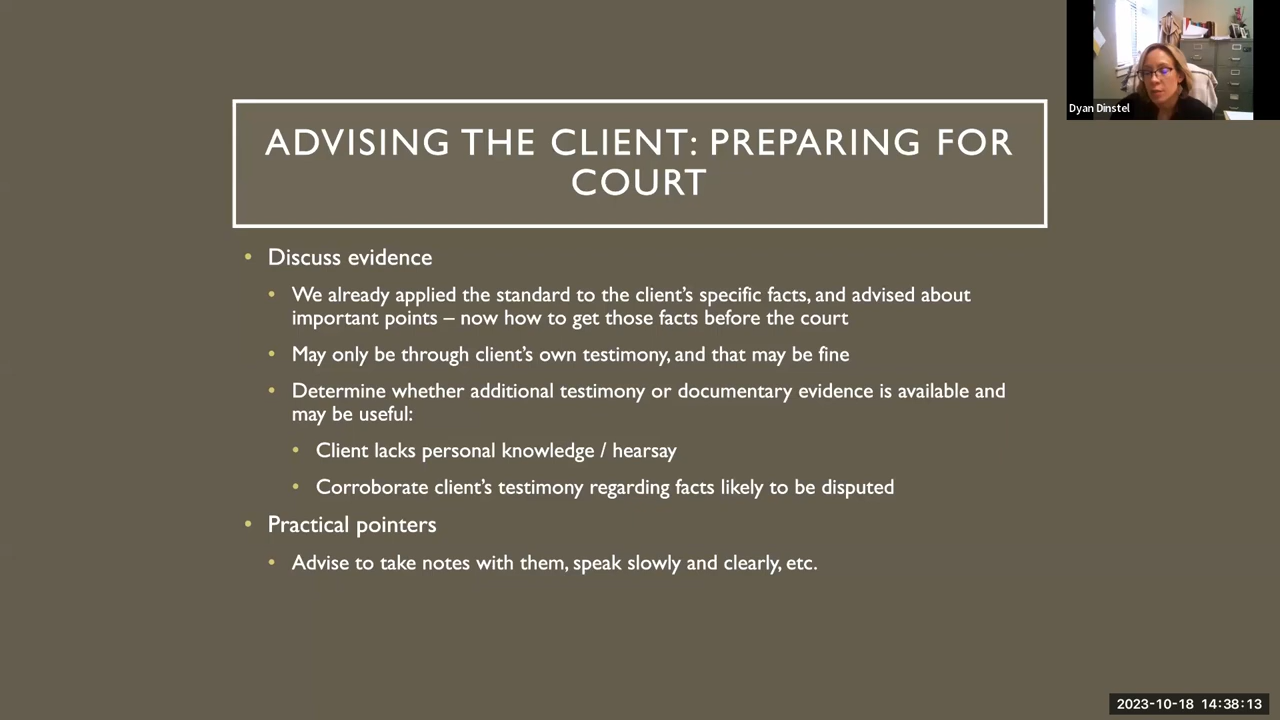 Dyan Dinstel
ADVISING THE CLIENT: PREPARING FOR
COURT
• Discuss evidence
• We already applied the standard to the client's specific facts, and advised about
important points – now how to get those facts before the court
• May only be through client's own testimony, and that may be fine
• Determine whether additional testimony or documentary evidence is available and
may be useful:
• Client lacks personal knowledge / hearsay
• Corroborate client's testimony regarding facts likely to be disputed
• Practical pointers
• Advise to take notes with them, speak slowly and clearly, etc.
2023-10-18 14:38:13